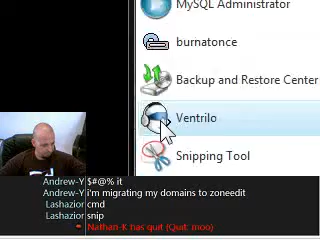 MySQL Administrator
burnatonce
Backup and Restore Center
Ventrilo
Snipping Tool
Andrew-Y $#@% it
Andrew-Y i'm migrating my domains to zoneedit
Lashazior cmd
Lashazior snip
Nathan-K has quit (Quit: moo)